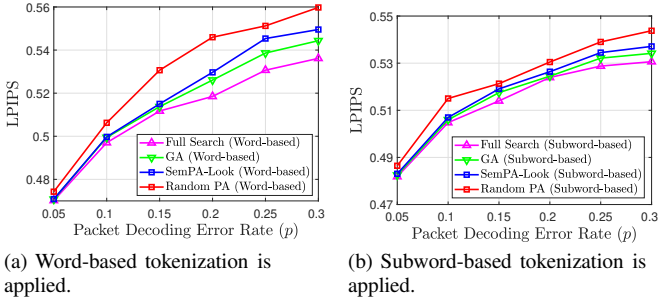 0.56
0.54
0.52
0.5
0.48
LPIPS
Full Search (Word-based)
GA (Word-based)
SemPA-Look (Word-based)
Random PA (Word-based)
0.05 0.1 0.15 0.2 0.25 0.3
Packet Decoding Error Rate (p)
(a) Word-based tokenization is
applied.
0.55
0.53
0.51
0.49
0.47
LPIPS
Full Search (Subword-based)
GA (Subword-based)
SemPA-Look (Subword-based)
Random PA (Subword-based)
0.05 0.1 0.15 0.2 0.25 0.3
Packet Decoding Error Rate (p)
(b) Subword-based tokenization is
applied.